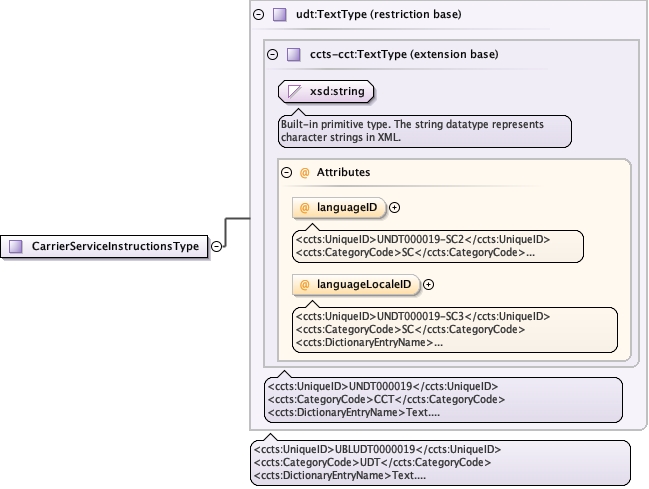 udt:TextType (restriction base)
ccts-cct:TextType (extension base)
xsd:string
Built-in primitive type. The string datatype represents
character strings in XML.
@ Attributes
@ languageID
<ccts:UniqueID>UNDT000019-SC2</ccts:UniqueID>
<ccts:CategoryCode>SC</ccts:CategoryCode>...
@ languageLocaleID
<ccts:UniqueID>UNDT000019-SC3</ccts:UniqueID>
<ccts:CategoryCode>SC</ccts:CategoryCode>
<ccts:DictionaryEntryName>...
CarrierServiceInstructionsType
<ccts:UniqueID>UNDT000019</ccts:UniqueID>
<ccts:CategoryCode>CCT</ccts:CategoryCode>
<ccts:DictionaryEntryName>Text....
<ccts:UniqueID>UBLUDT0000019</ccts:UniqueID>
<ccts:CategoryCode>UDT</ccts:CategoryCode>
<ccts:DictionaryEntryName>Text....